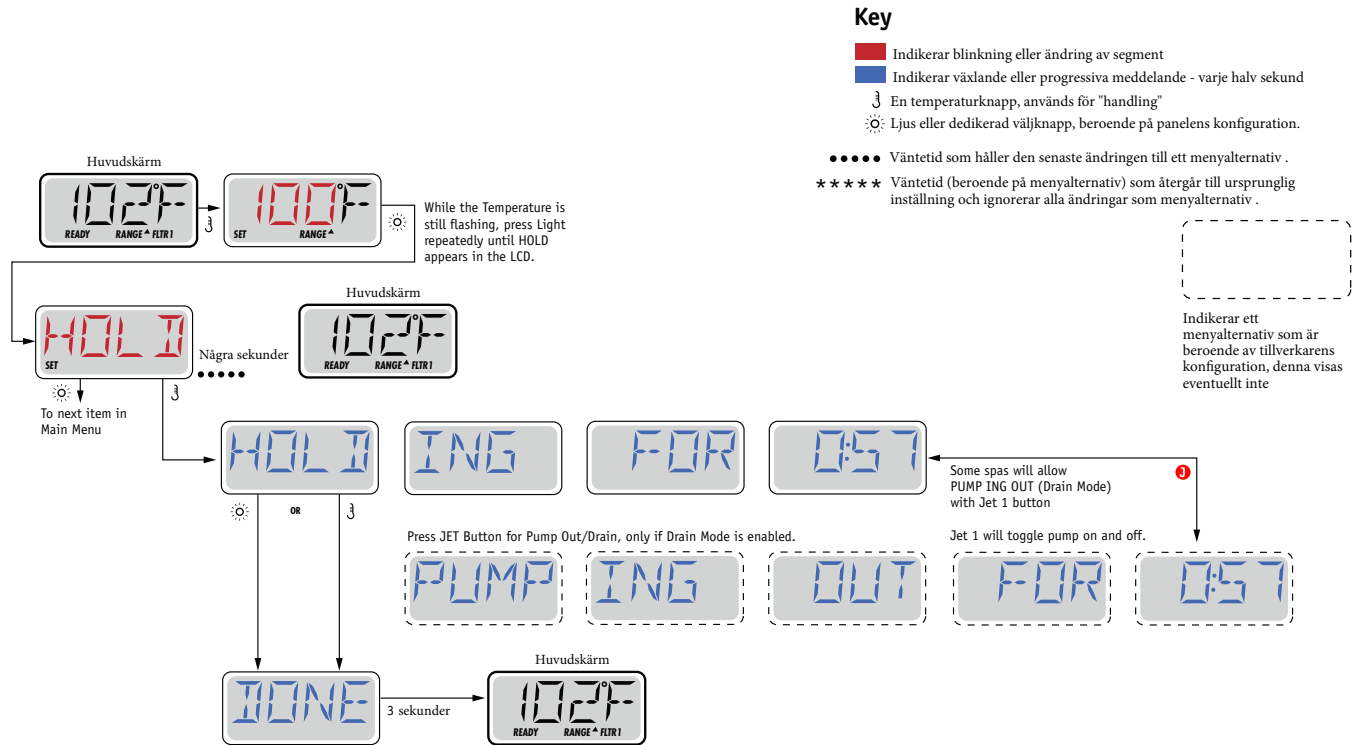 Key
Indikerar blinkning eller ändring av segment
Indikerar växlande eller progressiva meddelande - varje halv sekund
En temperaturknapp, används för "handling"
Ljus eller dedikerad väljknapp, beroende på panelens konfiguration.
••••• Väntetid som håller den senaste ändringen till ett menyalternativ .
***** Väntetid (beroende på menyalternativ) som återgår till ursprunglig
inställning och ignorerar alla ändringar som menyalternativ .
Indikerar ett
menyalternativ som är
beroende av tillverkarens
konfiguration, denna visas
eventuellt inte
Huvudskärm
102°F
READY RANGE FLTR1
100°F
SET RANGE
While the Temperature is
still flashing, press Light
repeatedly until HOLD
appears in the LCD.
HOLD
SET
Några sekunder
•••••
Huvudskärm
102°F
READY RANGE FLTR1
To next item in
Main Menu
HOLD
ING
FOR
0:57
Some spas will allow
PUMP ING OUT (Drain Mode)
with Jet 1 button
J
OR
Press JET Button for Pump Out/Drain, only if Drain Mode is enabled.
Jet 1 will toggle pump on and off.
PUMP
ING
OUT
FOR
0:57
DONE
3 sekunder
Huvudskärm
102°F
READY RANGE FLTR1